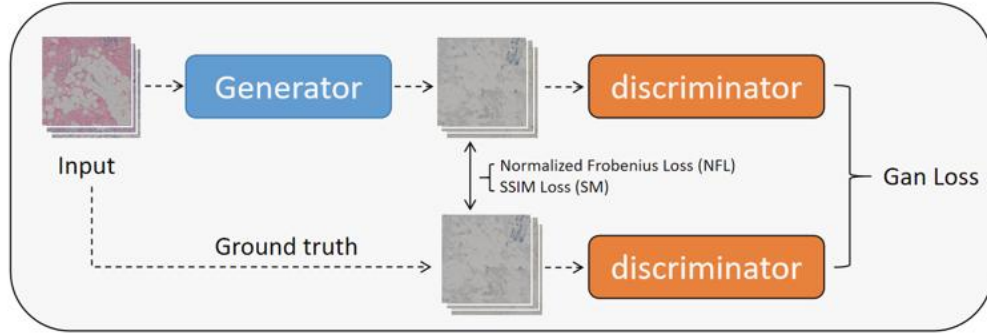 Generator
discriminator
Input
Normalized Frobenius Loss (NFL)
SSIM Loss (SM)
Gan Loss
Ground truth
discriminator